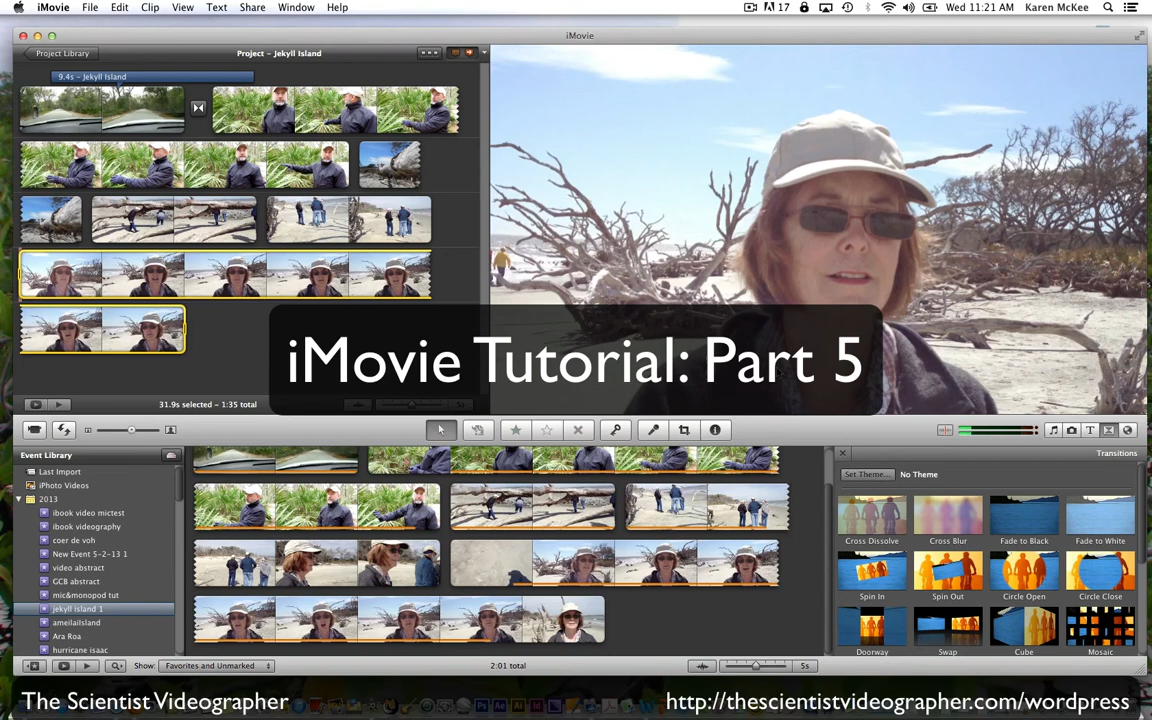 iMovie File Edit Clip View Text Share Window Help 17 Wed 11:21 AM Karen McKee
iMovie
Project Library Project – Jekyll Island
9.4s – Jekyll Island
iMovie Tutorial: Part 5
31.9s selected – 1:35 total 5s
Event Library
Last Import
iPhoto Videos
2013
ibook video mictest
ibook videography
coer de voh
New Event 5-2-13 1
video abstract
GCB abstract
mic&monopod tut
jekyll island 1
ameliaIsland
Ara Roa
hurricane isaac
Transitions
Set Theme... No Theme
Cross Dissolve Cross Blur Fade to Black Fade to White
Spin In Spin Out Circle Open Circle Close
Doorway Swap Cube Mosaic
Show: Favorites and Unmarked 2:01 total 5s
The Scientist Videographer http://thescientistvideographer.com/wordpress